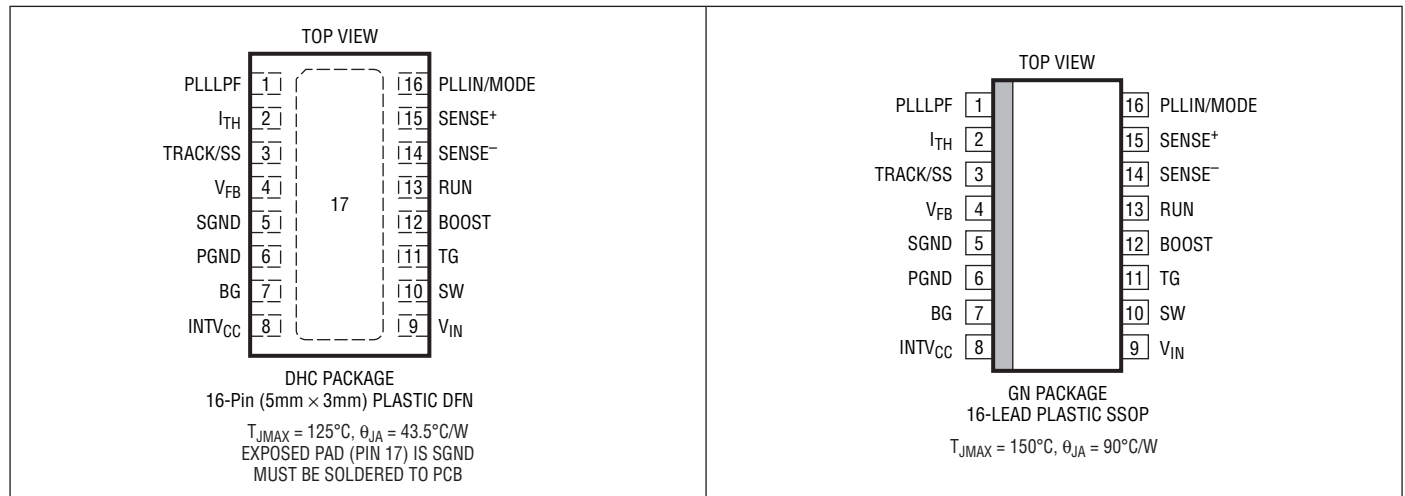 TOP VIEW
PLLLPF 1 16 PLLIN/MODE
ITH 2 15 SENSE+
TRACK/SS 3 14 SENSE–
VFB 4 13 RUN
17
SGND 5 12 BOOST
PGND 6 11 TG
BG 7 10 SW
INTVCC 8 9 VIN
DHC PACKAGE
16-Pin (5mm × 3mm) PLASTIC DFN
TJMAX = 125°C, θJA = 43.5°C/W
EXPOSED PAD (PIN 17) IS SGND
MUST BE SOLDERED TO PCB
TOP VIEW
PLLLPF 1 16 PLLIN/MODE
ITH 2 15 SENSE+
TRACK/SS 3 14 SENSE–
VFB 4 13 RUN
SGND 5 12 BOOST
PGND 6 11 TG
BG 7 10 SW
INTVCC 8 9 VIN
GN PACKAGE
16-LEAD PLASTIC SSOP
TJMAX = 150°C, θJA = 90°C/W